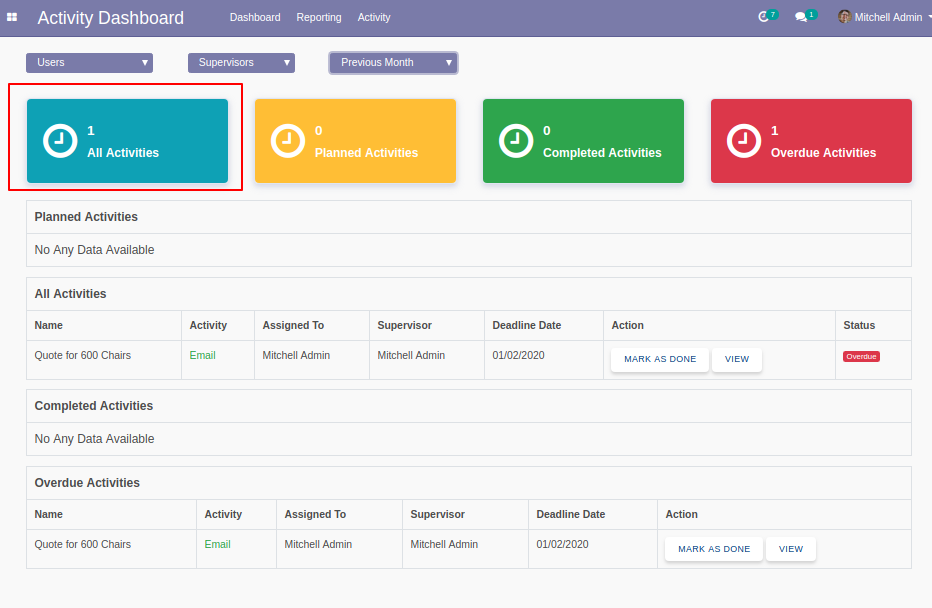 Activity Dashboard Dashboard Reporting Activity 7 1 Mitchell Admin
Users Supervisors Previous Month
1
All Activities
0
Planned Activities
0
Completed Activities
1
Overdue Activities
Planned Activities
No Any Data Available
All Activities
Name Activity Assigned To Supervisor Deadline Date Action Status
Quote for 600 Chairs Email Mitchell Admin Mitchell Admin 01/02/2020 MARK AS DONE VIEW Overdue
Completed Activities
No Any Data Available
Overdue Activities
Name Activity Assigned To Supervisor Deadline Date Action
Quote for 600 Chairs Email Mitchell Admin Mitchell Admin 01/02/2020 MARK AS DONE VIEW